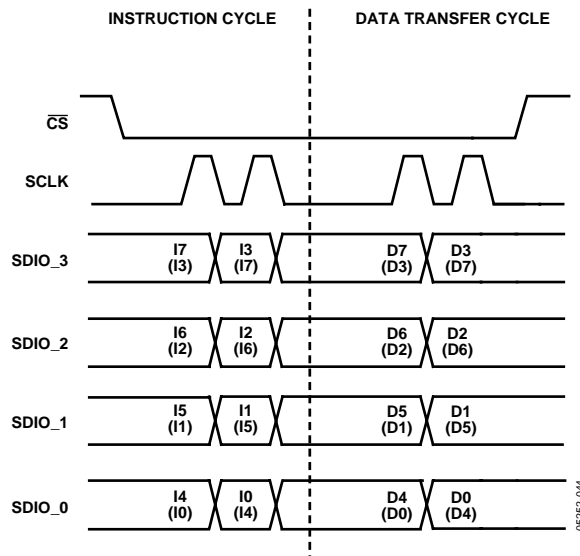 INSTRUCTION CYCLE DATA TRANSFER CYCLE
CS
SCLK
SDIO_3 I7 I3 D7 D3
(I3) (I7) (D3) (D7)
SDIO_2 I6 I2 D6 D2
(I2) (I6) (D2) (D6)
SDIO_1 I5 I1 D5 D1
(I1) (I5) (D1) (D5)
SDIO_0 I4 I0 D4 D0
(I0) (I4) (D0) (D4)
05252-044